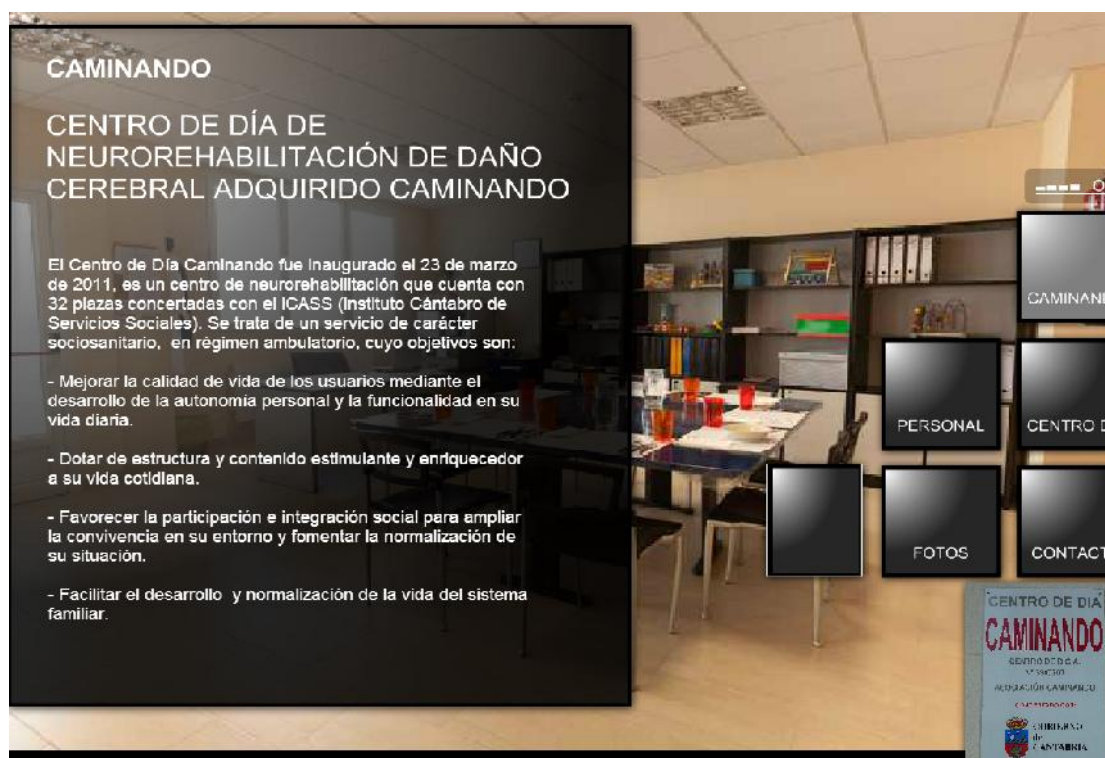 CAMINANDO
CENTRO DE DÍA DE
NEUROREHABILITACIÓN DE DAÑO
CEREBRAL ADQUIRIDO CAMINANDO
El Centro de Día Caminando fue inaugurado el 23 de marzo
de 2011, es un centro de neurorehabilitación que cuenta con
32 plazas concertadas con el ICASS (Instituto Cántabro de
Servicios Sociales). Se trata de un servicio de carácter
sociosanitario, en régimen ambulatorio, cuyo objetivos son:
- Mejorar la calidad de vida de los usuarios mediante el
desarrollo de la autonomía personal y la funcionalidad en su
vida diaria.
- Dotar de estructura y contenido estimulante y enriquecedor
a su vida cotidiana.
- Favorecer la participación e integración social para ampliar
la convivencia en su entorno y fomentar la normalización de
su situación.
- Facilitar el desarrollo y normalización de la vida del sistema
familiar.
CAMINAN
PERSONAL
CENTRO D
FOTOS
CONTACT
CENTRO DE DIA
CAMINANDO
ASOCIACIÓN CAMINANDO
GOBIERNO
de
CANTABRIA